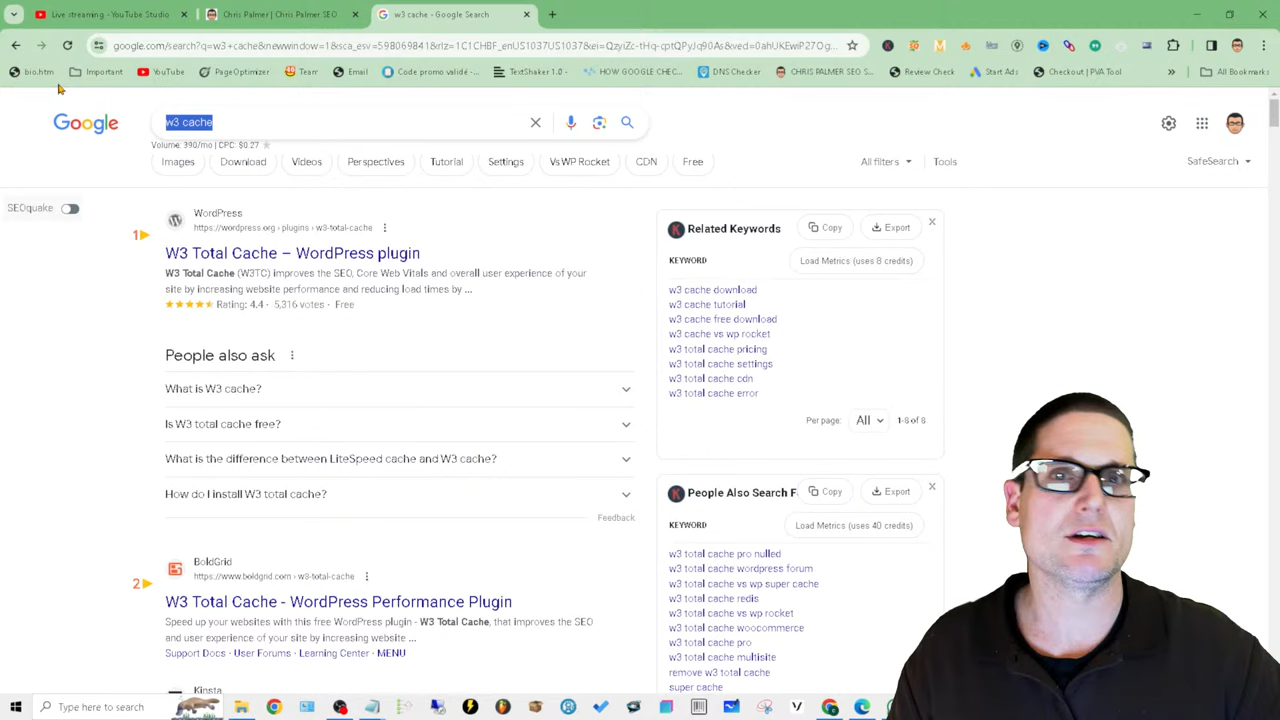 Live streaming - YouTube Studio
Chris Palmer | Chris Palmer SEO
w3 cache - Google Search
bio.htm
Important
YouTube
PageOptimizer
Team
Email
Code promo validé -...
TextShaker 1.0 -
HOW GOOGLE CRAW...
DNS Checker
CHRIS PALMER SEO S...
Review Check
Start Ads
Checkout | PVA Tool
All Bookmarks
Google
w3 cache
Volume: 390/mo | CPC: $0.27
Images
Download
Videos
Perspectives
Tutorial
Settings
Vs WP Rocket
CDN
Free
All filters
Tools
SafeSearch
SEOquake
1
WordPress
https://wordpress.org › plugins › w3-total-cache
W3 Total Cache – WordPress plugin
W3 Total Cache (W3TC) improves the SEO, Core Web Vitals and overall user experience of your
site by increasing website performance and reducing load times by ...
Rating: 4.4 · 5,316 votes · Free
People also ask
What is W3 cache?
Is W3 total cache free?
What is the difference between LiteSpeed cache and W3 cache?
How do I install W3 total cache?
Feedback
2
BoldGrid
https://www.boldgrid.com › w3-total-cache
W3 Total Cache - WordPress Performance Plugin
Speed up your websites with this free WordPress plugin - W3 Total Cache, that improves the SEO
and user experience of your site by increasing website ...
Support Docs · User Forums · Learning Center · MENU
Kinsta
Related Keywords
Copy
Export
X
KEYWORD
Load Metrics (uses 8 credits)
w3 cache download
w3 cache tutorial
w3 cache free download
w3 cache vs wp rocket
w3 total cache pricing
w3 total cache settings
w3 total cache cdn
w3 total cache error
Per page:
All
1-8 of 8
People Also Search F
Copy
Export
X
KEYWORD
Load Metrics (uses 40 credits)
w3 total cache pro nulled
w3 total cache wordpress forum
w3 total cache vs wp super cache
w3 total cache redis
w3 total cache vs wp rocket
w3 total cache woocommerce
w3 total cache pro
w3 total cache multisite
remove w3 total cache
super cache
Type here to search